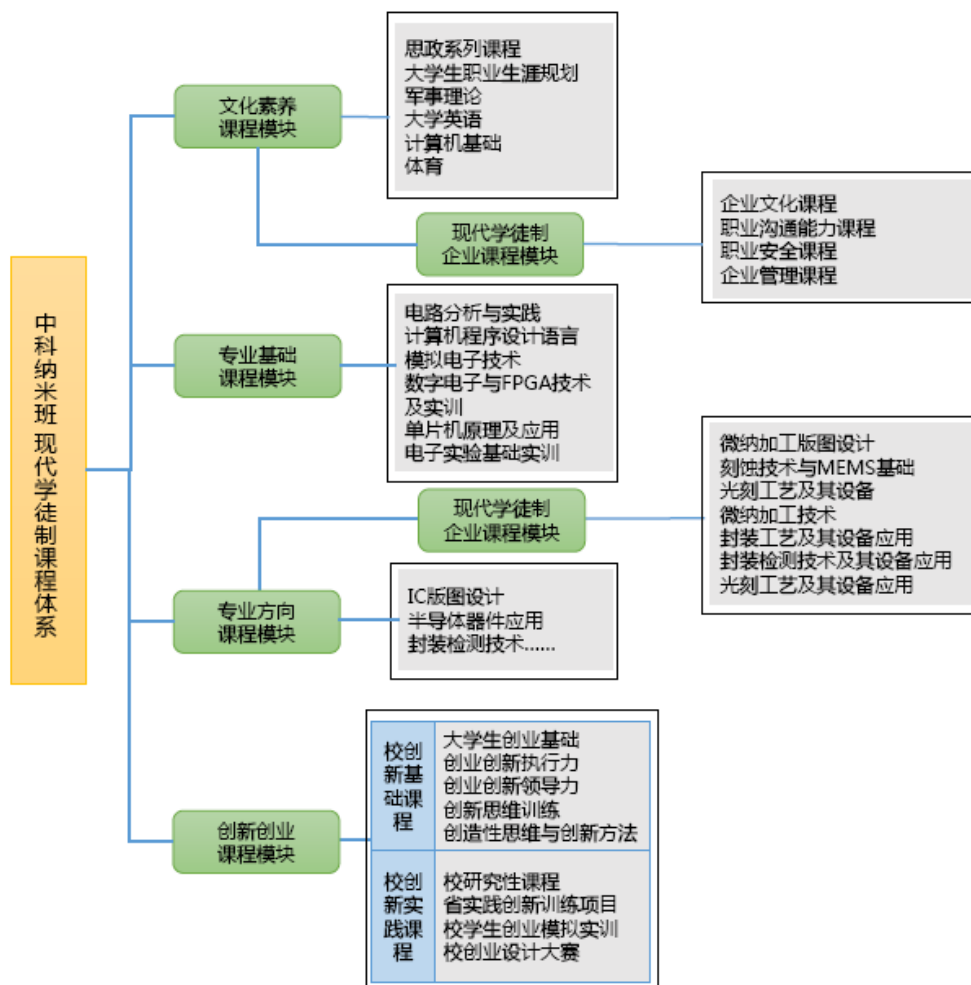 中科纳米班 现代学徒制课程体系
文化素养
课程模块
思政系列课程
大学生职业生涯规划
军事理论
大学英语
计算机基础
体育
现代学徒制
企业课程模块
企业文化课程
职业沟通能力课程
职业安全课程
企业管理课程
专业基础
课程模块
电路分析与实践
计算机程序设计语言
模拟电子技术
数字电子与FPGA技术
及实训
单片机原理及应用
电子实验基础实训
现代学徒制
企业课程模块
微纳加工版图设计
刻蚀技术与MEMS基础
光刻工艺及其设备
微纳加工技术
封装工艺及其设备应用
封装检测技术及其设备应用
光刻工艺及其设备应用
专业方向
课程模块
IC版图设计
半导体器件应用
封装检测技术……
创新创业
课程模块
校创
新基
础课
程
大学生创业基础
创业创新执行力
创业创新领导力
创新思维训练
创造性思维与创新方法
校创
新实
践课
程
校研究性课程
省实践创新训练项目
校学生创业模拟实训
校创业设计大赛